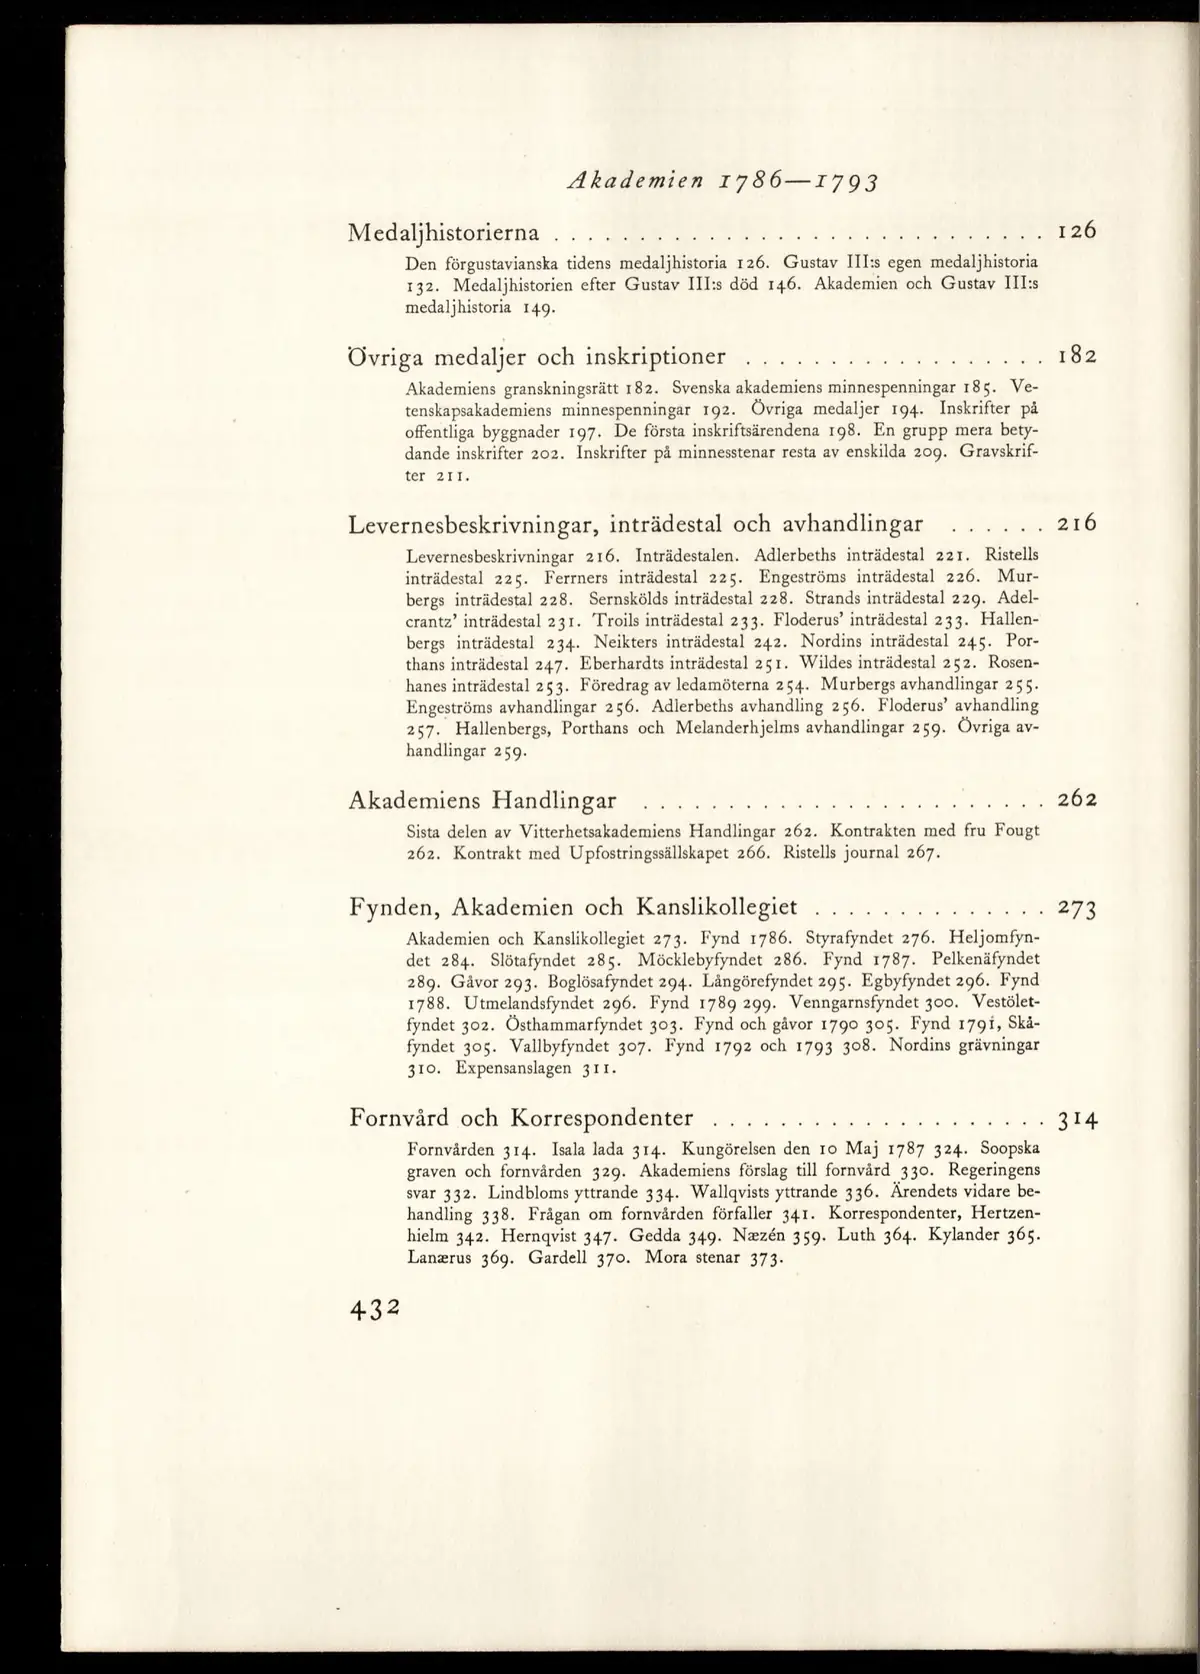 Akademien 1786—1793
Medaljhistorierna . . . . . . . . . . . . . . . . . . . . . . . . . . . . . 126
Den förgustavianska tidens medaljhistoria 126. Gustav III:s egen medaljhistoria
132. Medaljhistorien efter Gustav III:s död 146. Akademien och Gustav III:s
medaljhistoria 149.
Övriga medaljer och inskriptioner . . . . . . . . . . . . . . . . . . 182
Akademiens granskningsrätt 182. Svenska akademiens minnespenningar 185. Ve-
tenskapsakademiens minnespenningar 192. Övriga medaljer 194. Inskrifter på
offentliga byggnader 197. De första inskriftsärendena 198. En grupp mera bety-
dande inskrifter 202. Inskrifter på minnesstenar resta av enskilda 209. Gravskrif-
ter 211.
Levernesbeskrivningar, inträdestal och avhandlingar . . . . . . 216
Levernesbeskrivningar 216. Inträdestalen. Adlerbeths inträdestal 221. Ristells
inträdestal 225. Ferrners inträdestal 225. Engeströms inträdestal 226. Mur-
bergs inträdestal 228. Sernskölds inträdestal 228. Strands inträdestal 229. Adel-
crantz’ inträdestal 231. Troils inträdestal 233. Floderus’ inträdestal 233. Hallen-
bergs inträdestal 234. Neikters inträdestal 242. Nordins inträdestal 245. Por-
thans inträdestal 247. Eberhardts inträdestal 251. Wildes inträdestal 252. Rosen-
hanes inträdestal 253. Föredrag av ledamöterna 254. Murbergs avhandlingar 255.
Engeströms avhandlingar 256. Adlerbeths avhandling 256. Floderus’ avhandling
257. Hallenbergs, Porthans och Melanderhjelms avhandlingar 259. Övriga av-
handlingar 259.
Akademiens Handlingar . . . . . . . . . . . . . . . . . . . . . . . . 262
Sista delen av Vitterhetsakademiens Handlingar 262. Kontrakten med fru Fougt
262. Kontrakt med Upfostringssällskapet 266. Ristells journal 267.
Fynden, Akademien och Kanslikollegiet . . . . . . . . . . . . . . 273
Akademien och Kanslikollegiet 273. Fynd 1786. Styrafyndet 276. Heljomfyn-
det 284. Slötafyndet 285. Möcklebyfyndet 286. Fynd 1787. Pelkenäfyndet
289. Gåvor 293. Boglösafyndet 294. Långörefyndet 295. Egbyfyndet 296. Fynd
1788. Utmelandsfyndet 296. Fynd 1789 299. Venngarnsfyndet 300. Vestölet-
fyndet 302. Östhammarfyndet 303. Fynd och gåvor 1790 305. Fynd 1791, Skå-
fyndet 305. Vallbyfyndet 307. Fynd 1792 och 1793 308. Nordins grävningar
310. Expensanslagen 311.
Fornvård och Korrespondenter . . . . . . . . . . . . . . . . . . . . 314
Fornvården 314. Isala lada 314. Kungörelsen den 10 Maj 1787 324. Soopska
graven och fornvården 329. Akademiens förslag till fornvård 330. Regeringens
svar 332. Lindbloms yttrande 334. Wallqvists yttrande 336. Ärendets vidare be-
handling 338. Frågan om fornvården förfaller 341. Korrespondenter, Hertzen-
hielm 342. Hernqvist 347. Gedda 349. Næzén 359. Luth 364. Kylander 365.
Lanærus 369. Gardell 370. Mora stenar 373.
432